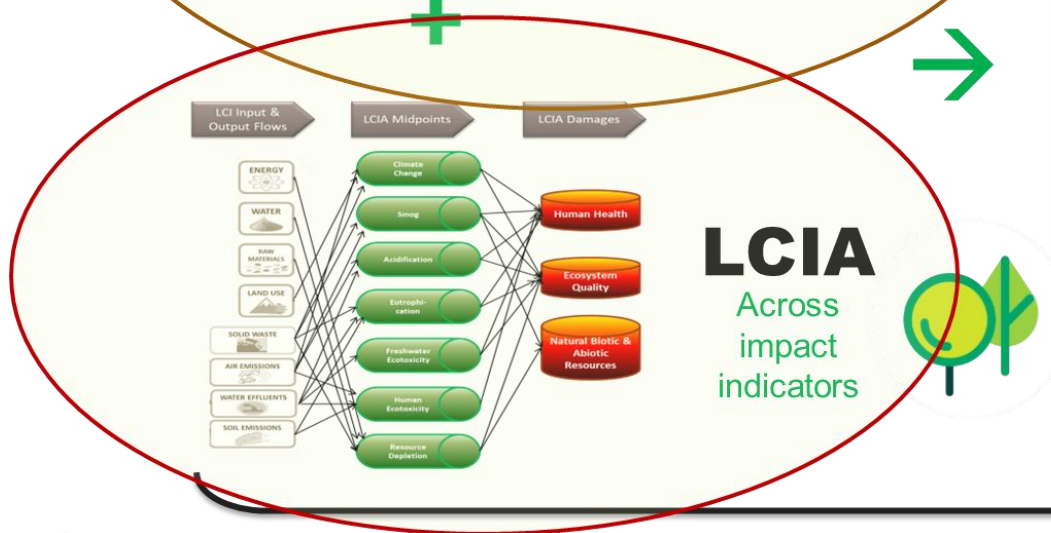 LCI Input &
Output Flows
LCIA Midpoints
LCIA Damages
ENERGY
WATER
RAW
MATERIALS
LAND USE
SOLID WASTE
AIR EMISSIONS
WATER EFFLUENTS
SOIL EMISSIONS
Climate
Change
Smog
Acidification
Eutrophi-
cation
Freshwater
Ecotoxicity
Human
Ecotoxicity
Resource
Depletion
Human Health
Ecosystem
Quality
Natural Biotic &
Abiotic
Resources
LCIA
Across
impact
indicators